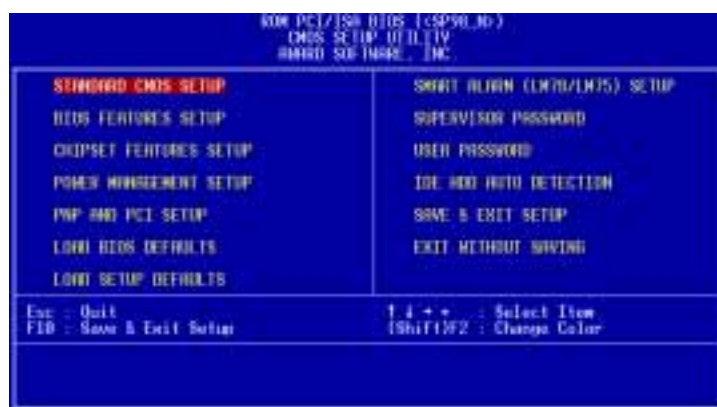 ROM PCI/ISA BIOS (<SP98_Nb>)
CMOS SETUP UTILITY
AWARD SOFTWARE, INC.
STANDARD CMOS SETUP
BIOS FEATURES SETUP
CHIPSET FEATURES SETUP
POWER MANAGEMENT SETUP
PNP AND PCI SETUP
LOAD BIOS DEFAULTS
LOAD SETUP DEFAULTS
SMART ALARM (LM78/LM75) SETUP
SUPERVISOR PASSWORD
USER PASSWORD
IDE HDD AUTO DETECTION
SAVE & EXIT SETUP
EXIT WITHOUT SAVING
Esc : Quit
F10 : Save & Exit Setup
↑ ↓ → ← : Select Item
(Shift)F2 : Change Color